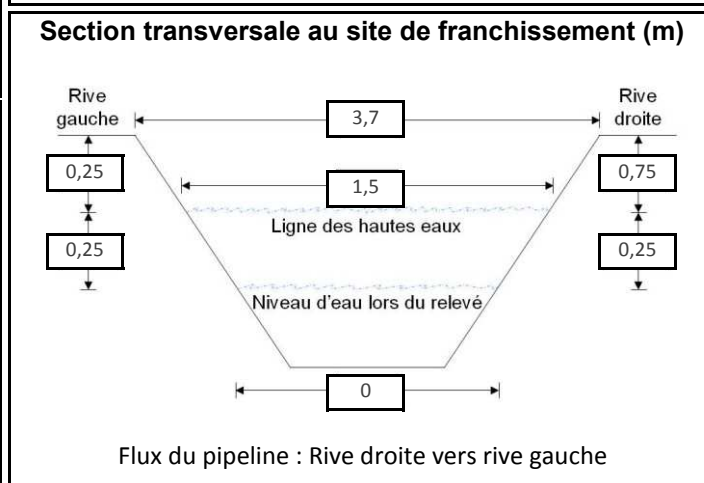 Section transversale au site de franchissement (m)
Rive
gauche
3,7
Rive
droite
0,25
1,5
0,75
Ligne des hautes eaux
0,25
0,25
Niveau d'eau lors du relevé
0
Flux du pipeline : Rive droite vers rive gauche